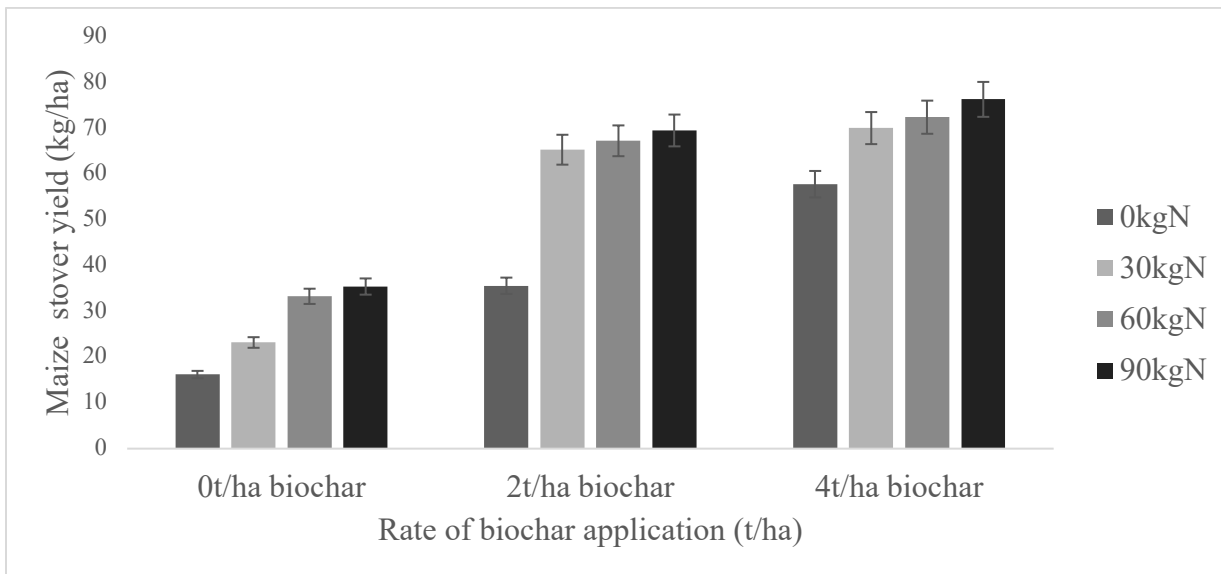 Maize stover yield (kg/ha)
90
80
70
60
50
40
30
20
10
0
0t/ha biochar
2t/ha biochar
4t/ha biochar
Rate of biochar application (t/ha)
0kgN
30kgN
60kgN
90kgN